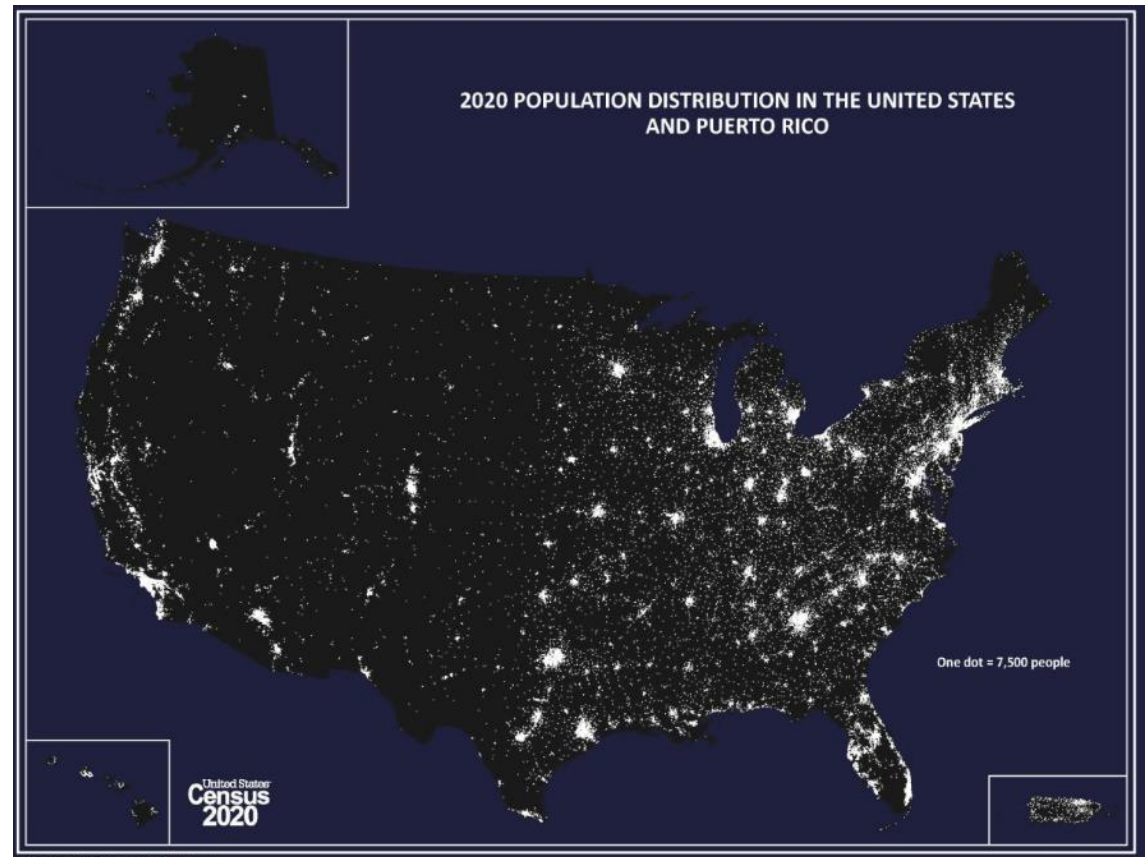 2020 POPULATION DISTRIBUTION IN THE UNITED STATES
AND PUERTO RICO
One dot = 7,500 people
United States®
Census
2020